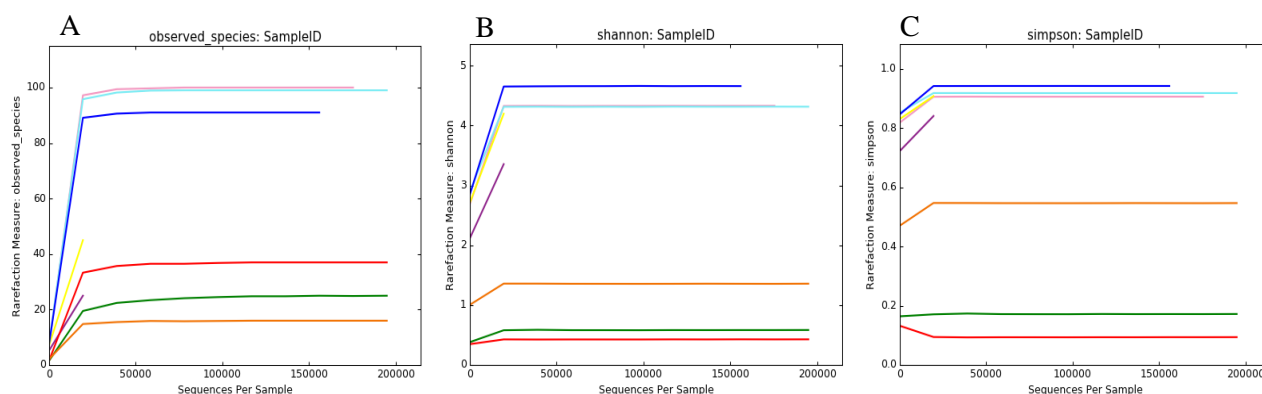 A
observed_species: SampleID
Rarefaction Measure: observed_species
100
80
60
40
20
0
0
50000
100000
150000
200000
Sequences Per Sample
B
shannon: SampleID
Rarefaction Measure: shannon
5
4
3
2
1
0
0
50000
100000
150000
200000
Sequences Per Sample
C
simpson: SampleID
Rarefaction Measure: simpson
1.0
0.8
0.6
0.4
0.2
0.0
0
50000
100000
150000
200000
Sequences Per Sample